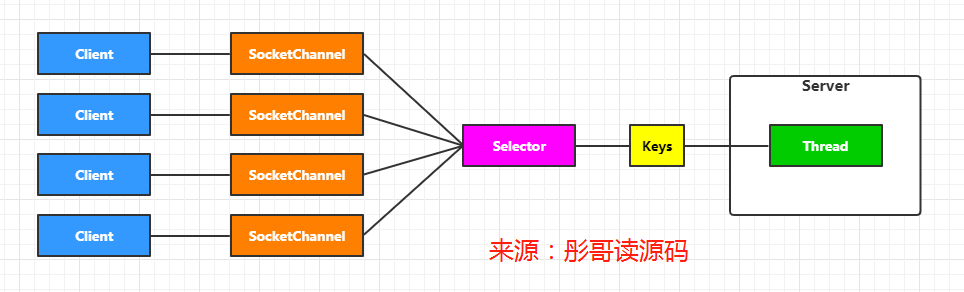 Client
SocketChannel
Client
SocketChannel
Client
SocketChannel
Client
SocketChannel
Selector
Keys
Server
Thread
来源：彤哥读源码